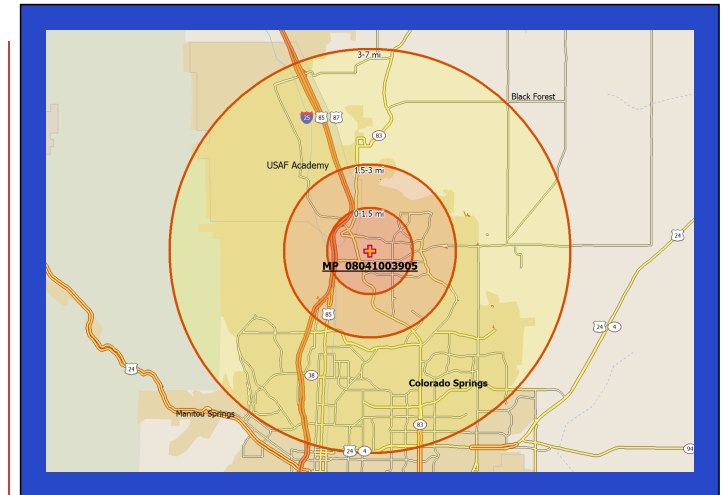 3-7 mi
Black Forest
25 85 87
83
USAF Academy
1.5-3 mi
0-1.5 mi
24
MP 08041003905
85
24 4
24
38
Colorado Springs
Manitou Springs
83
24 4
94